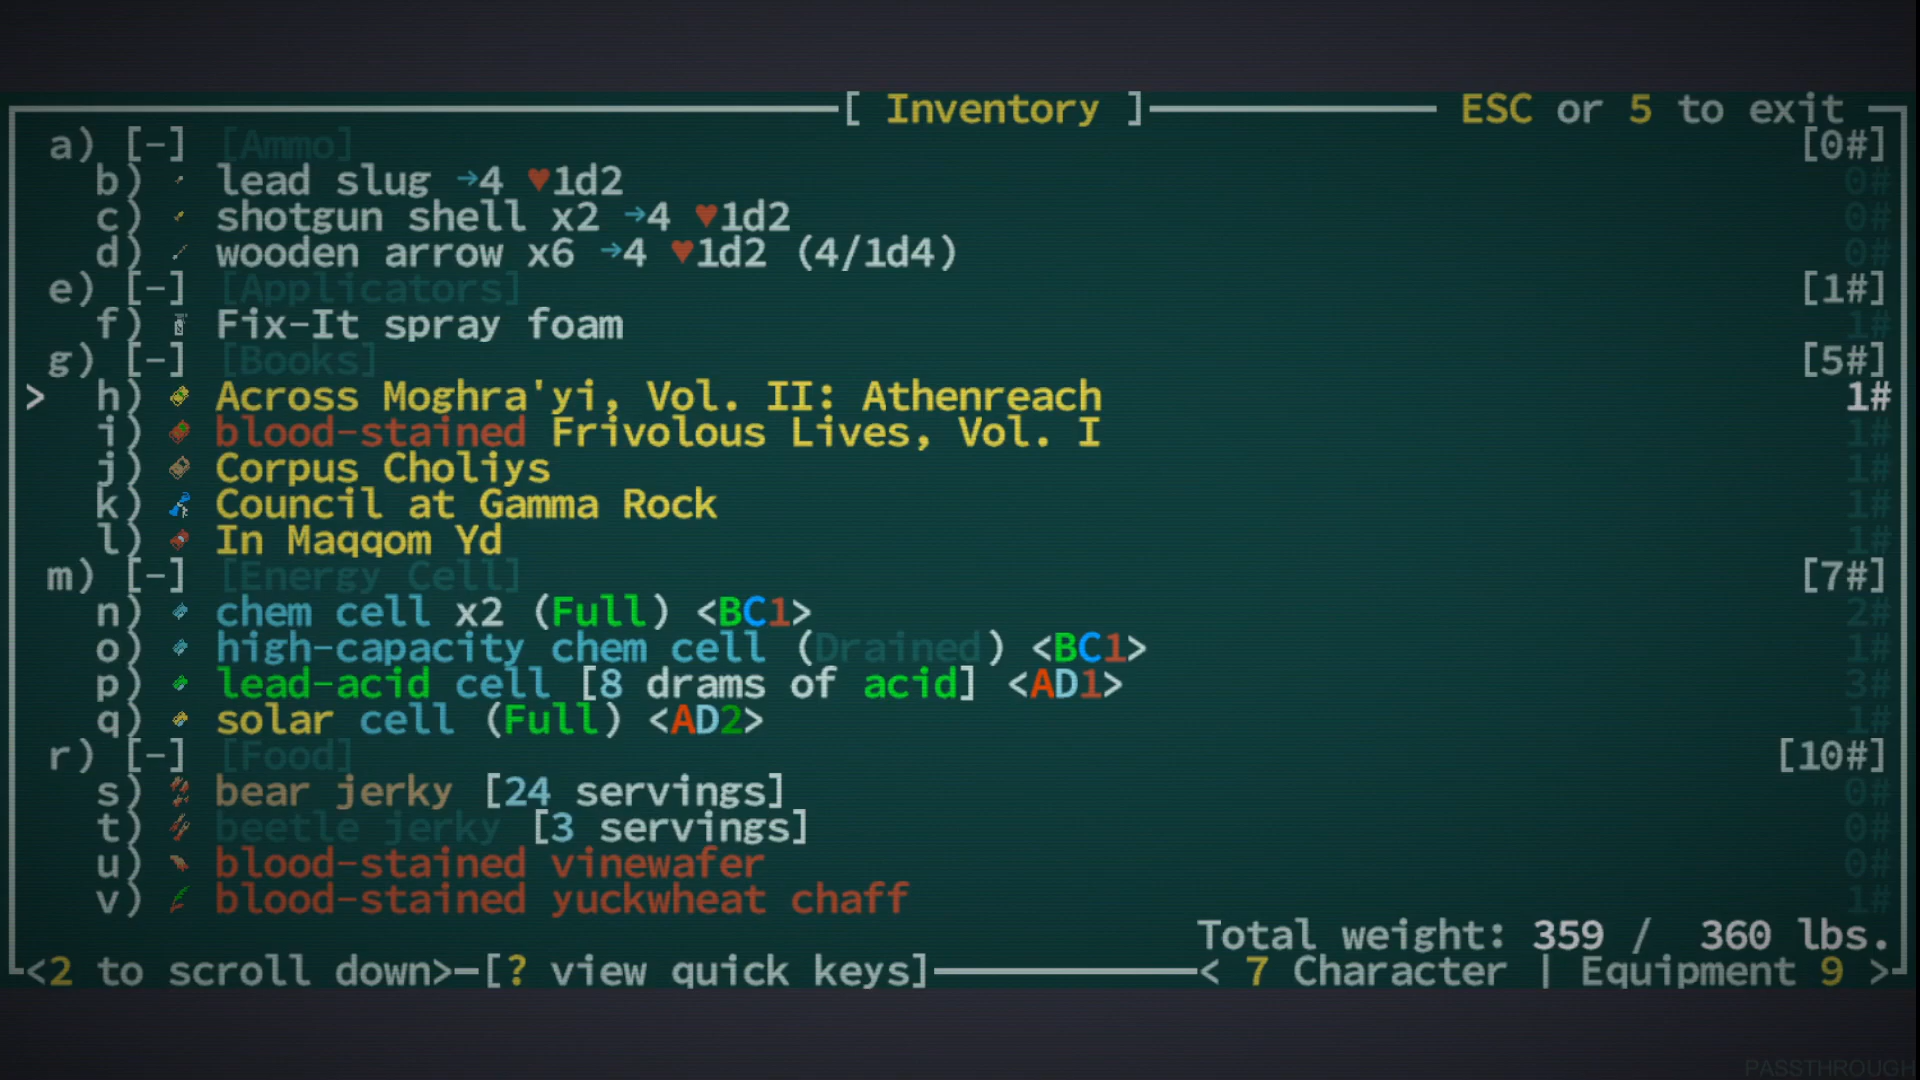 [ Inventory ] ESC or 5 to exit
a) [-] [Ammo] [0#]
b) lead slug →4 ♥1d2 0#
c) shotgun shell x2 →4 ♥1d2 0#
d) wooden arrow x6 →4 ♥1d2 (4/1d4) 0#
e) [-] [Applicators] [1#]
f) Fix-It spray foam 1#
g) [-] [Books] [5#]
> h) Across Moghra'yi, Vol. II: Athenreach 1#
i) blood-stained Frivolous Lives, Vol. I 1#
j) Corpus Choliys 1#
k) Council at Gamma Rock 1#
l) In Maqqom Yd 1#
m) [-] [Energy Cell] [7#]
n) chem cell x2 (Full) <BC1> 2#
o) high-capacity chem cell (Drained) <BC1> 1#
p) lead-acid cell [8 drams of acid] <AD1> 3#
q) solar cell (Full) <AD2> 1#
r) [-] [Food] [10#]
s) bear jerky [24 servings] 0#
t) beetle jerky [3 servings] 0#
u) blood-stained vinewafer 0#
v) blood-stained yuckwheat chaff 1#
Total weight: 359 / 360 lbs.
<2 to scroll down> [? view quick keys] < 7 Character | Equipment 9 >
PASSTHROUGH